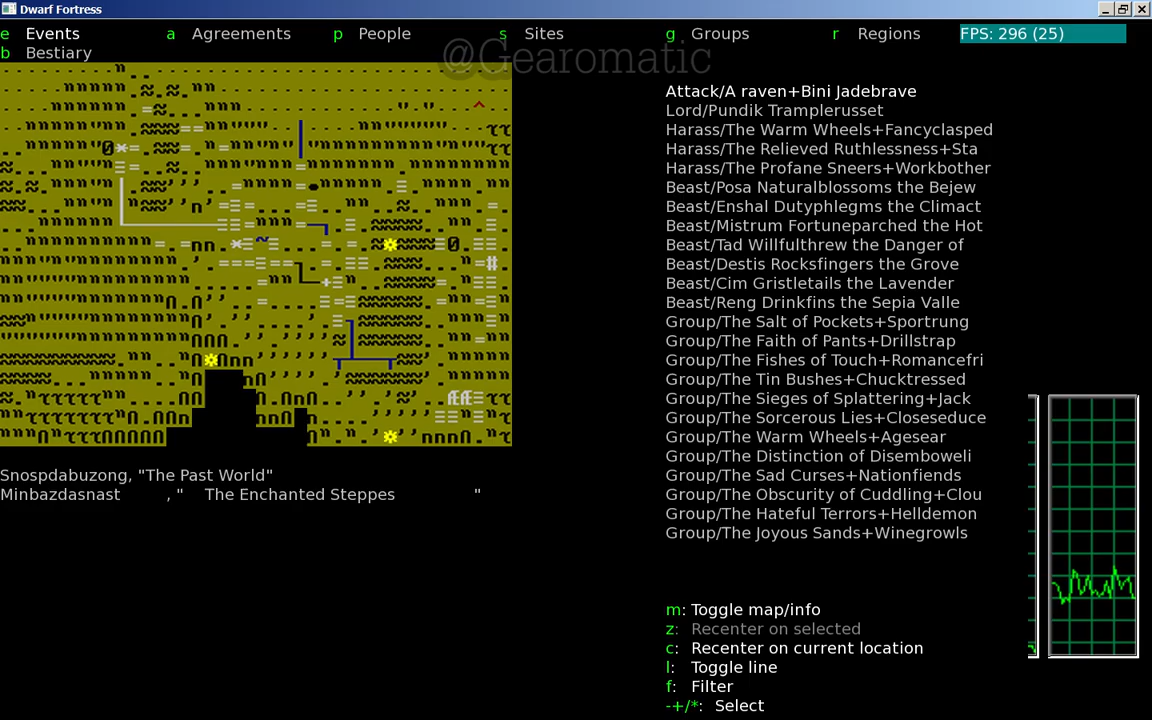 Dwarf Fortress
e Events a Agreements p People s Sites g Groups r Regions FPS: 296 (25)
b Bestiary
@Gearomatic
Attack/A raven+Bini Jadebrave
Lord/Pundik Tramplerusset
Harass/The Warm Wheels+Fancyclasped
Harass/The Relieved Ruthlessness+Sta
Harass/The Profane Sneers+Workbother
Beast/Posa Naturalblossoms the Bejew
Beast/Enshal Dutyphlegms the Climact
Beast/Mistrum Fortuneparched the Hot
Beast/Tad Willfulthrew the Danger of
Beast/Destis Rocksfingers the Grove
Beast/Cim Gristletails the Lavender
Beast/Reng Drinkfins the Sepia Valle
Group/The Salt of Pockets+Sportrung
Group/The Faith of Pants+Drillstrap
Group/The Fishes of Touch+Romancefri
Group/The Tin Bushes+Chucktressed
Group/The Sieges of Splattering+Jack
Group/The Sorcerous Lies+Closeseduce
Group/The Warm Wheels+Agesear
Group/The Distinction of Disemboweli
Group/The Sad Curses+Nationfiends
Group/The Obscurity of Cuddling+Clou
Group/The Hateful Terrors+Helldemon
Group/The Joyous Sands+Winegrowls
Snospdabuzong, "The Past World"
Minbazdasnast , " The Enchanted Steppes "
m: Toggle map/info
z: Recenter on selected
c: Recenter on current location
l: Toggle line
f: Filter
-+/*: Select